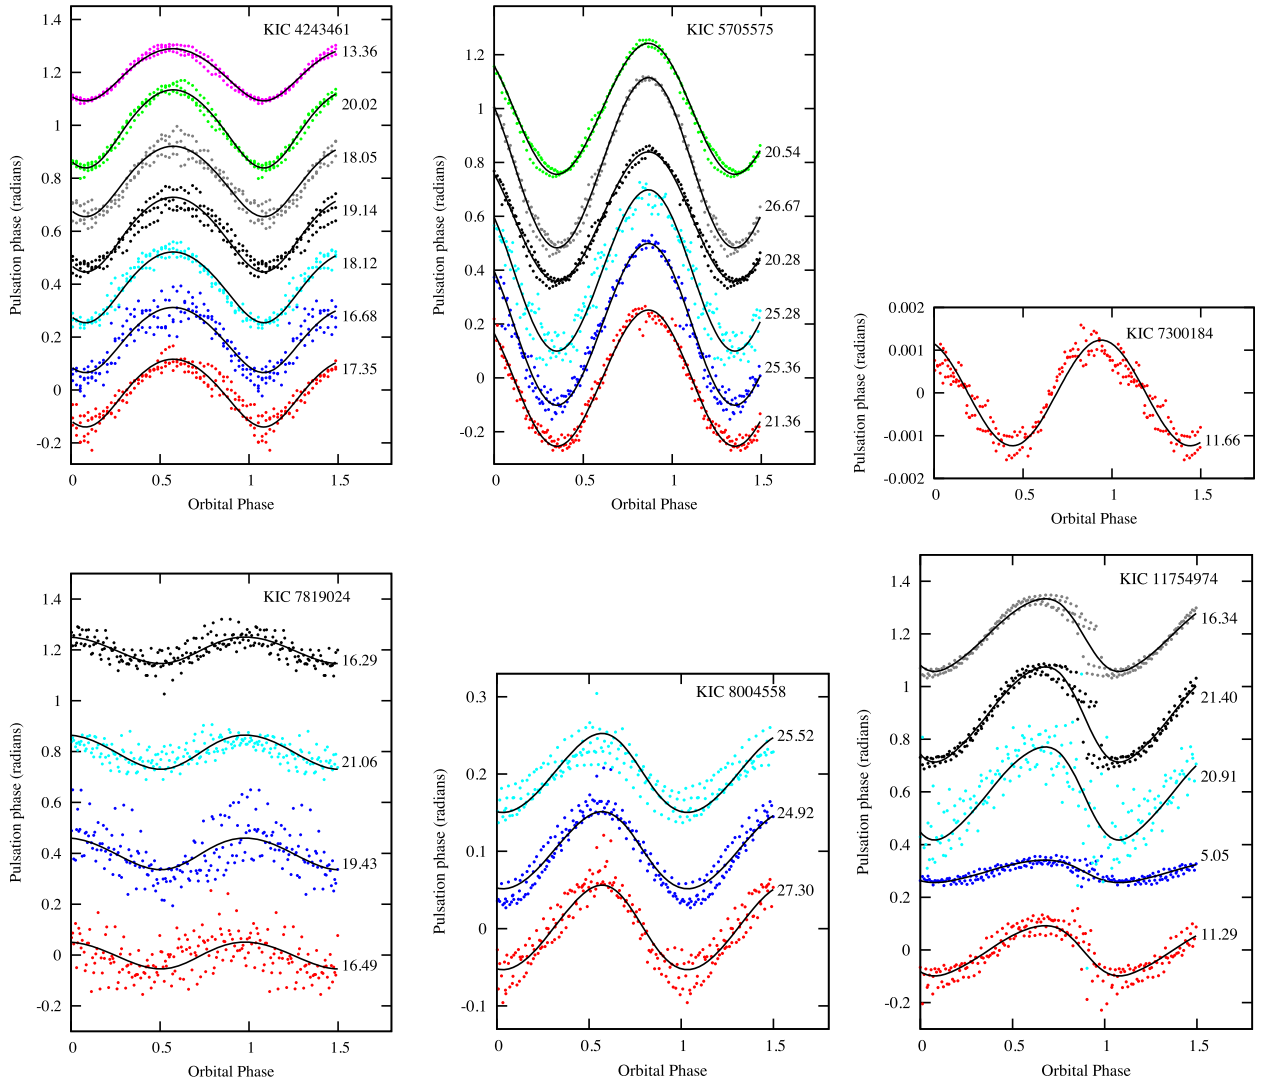 KIC 4243461
1.4
1.2
1
0.8
0.6
0.4
0.2
0
-0.2
Pulsation phase (radians)
13.36
20.02
18.05
19.14
18.12
16.68
17.35
0 0.5 1 1.5
Orbital Phase
KIC 5705575
1.2
1
0.8
0.6
0.4
0.2
0
-0.2
Pulsation phase (radians)
20.54
26.67
20.28
25.28
25.36
21.36
0 0.5 1 1.5
Orbital Phase
KIC 7300184
0.002
0.001
0
-0.001
-0.002
Pulsation phase (radians)
11.66
0 0.5 1 1.5
Orbital Phase
KIC 7819024
1.4
1.2
1
0.8
0.6
0.4
0.2
0
-0.2
Pulsation phase (radians)
16.29
21.06
19.43
16.49
0 0.5 1 1.5
Orbital Phase
KIC 8004558
0.3
0.2
0.1
0
-0.1
Pulsation phase (radians)
25.52
24.92
27.30
0 0.5 1 1.5
Orbital Phase
KIC 11754974
1.4
1.2
1
0.8
0.6
0.4
0.2
0
-0.2
Pulsation phase (radians)
16.34
21.40
20.91
5.05
11.29
0 0.5 1 1.5
Orbital Phase